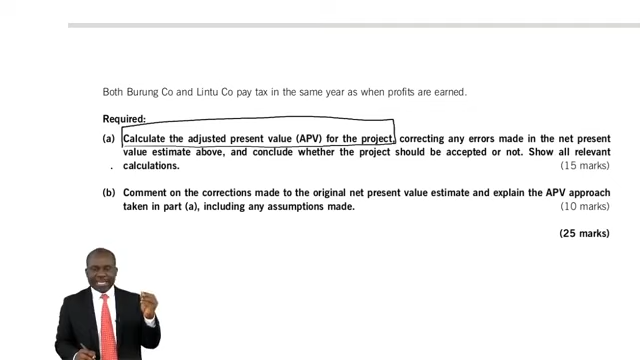 Both Burung Co and Lintu Co pay tax in the same year as when profits are earned.
Required:
(a) Calculate the adjusted present value (APV) for the project, correcting any errors made in the net present
value estimate above, and conclude whether the project should be accepted or not. Show all relevant
calculations. (15 marks)
(b) Comment on the corrections made to the original net present value estimate and explain the APV approach
taken in part (a), including any assumptions made. (10 marks)
(25 marks)